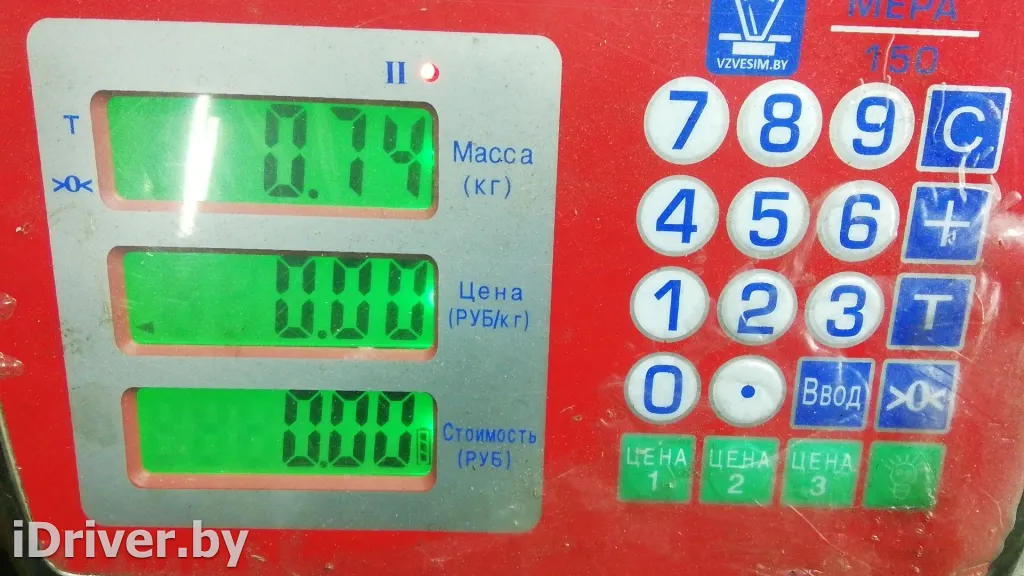 VZVESIM.BY
МЕРА
150
II
T
>0<
0.74
Масса
(кг)
0.00
Цена
(РУБ/кг)
0.00
Стоимость
(РУБ)
7 8 9 C
4 5 6 +
1 2 3 T
0 . Ввод >0<
ЦЕНА ЦЕНА ЦЕНА
1 2 3
iDriver.by